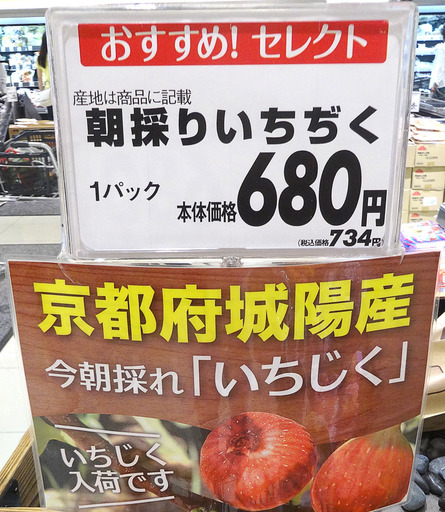 おすすめ!セレクト
産地は商品に記載
朝採りいちぢく
1パック
本体価格680円
(税込価格734円)
京都府城陽産
今朝採れ「いちじく」
いちじく
入荷です